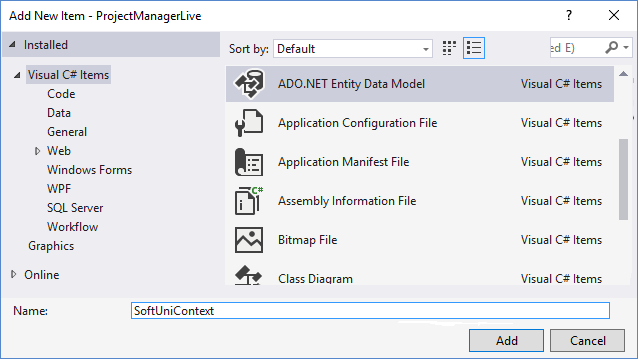 Add New Item - ProjectManagerLive
? ×
Installed
Sort by: Default
ed E)
Visual C# Items
Code
Data
General
Web
Windows Forms
WPF
SQL Server
Workflow
Graphics
Online
ADO.NET Entity Data Model Visual C# Items
Application Configuration File Visual C# Items
Application Manifest File Visual C# Items
C#
Assembly Information File Visual C# Items
Bitmap File Visual C# Items
Class Diagram Visual C# Items
Name: SoftUniContext
Add Cancel